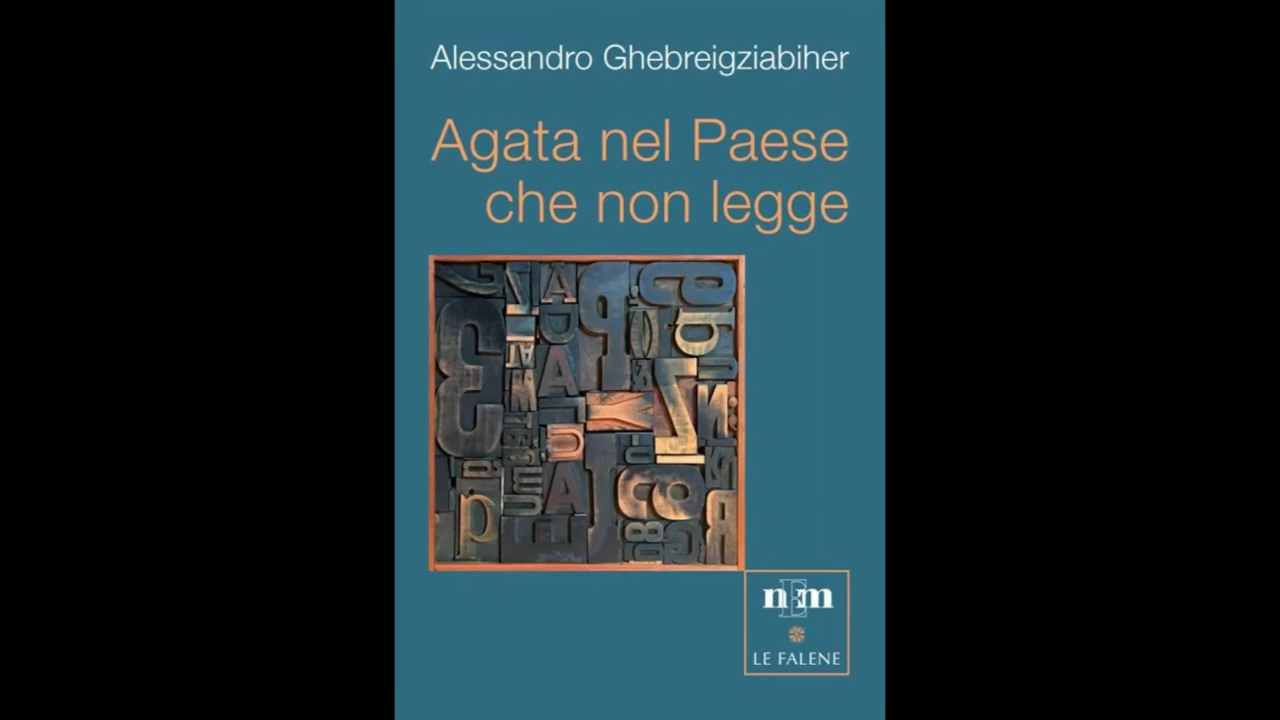 Alessandro Ghebreigziabiher
Agata nel Paese
che non legge
nEm
LE FALENE